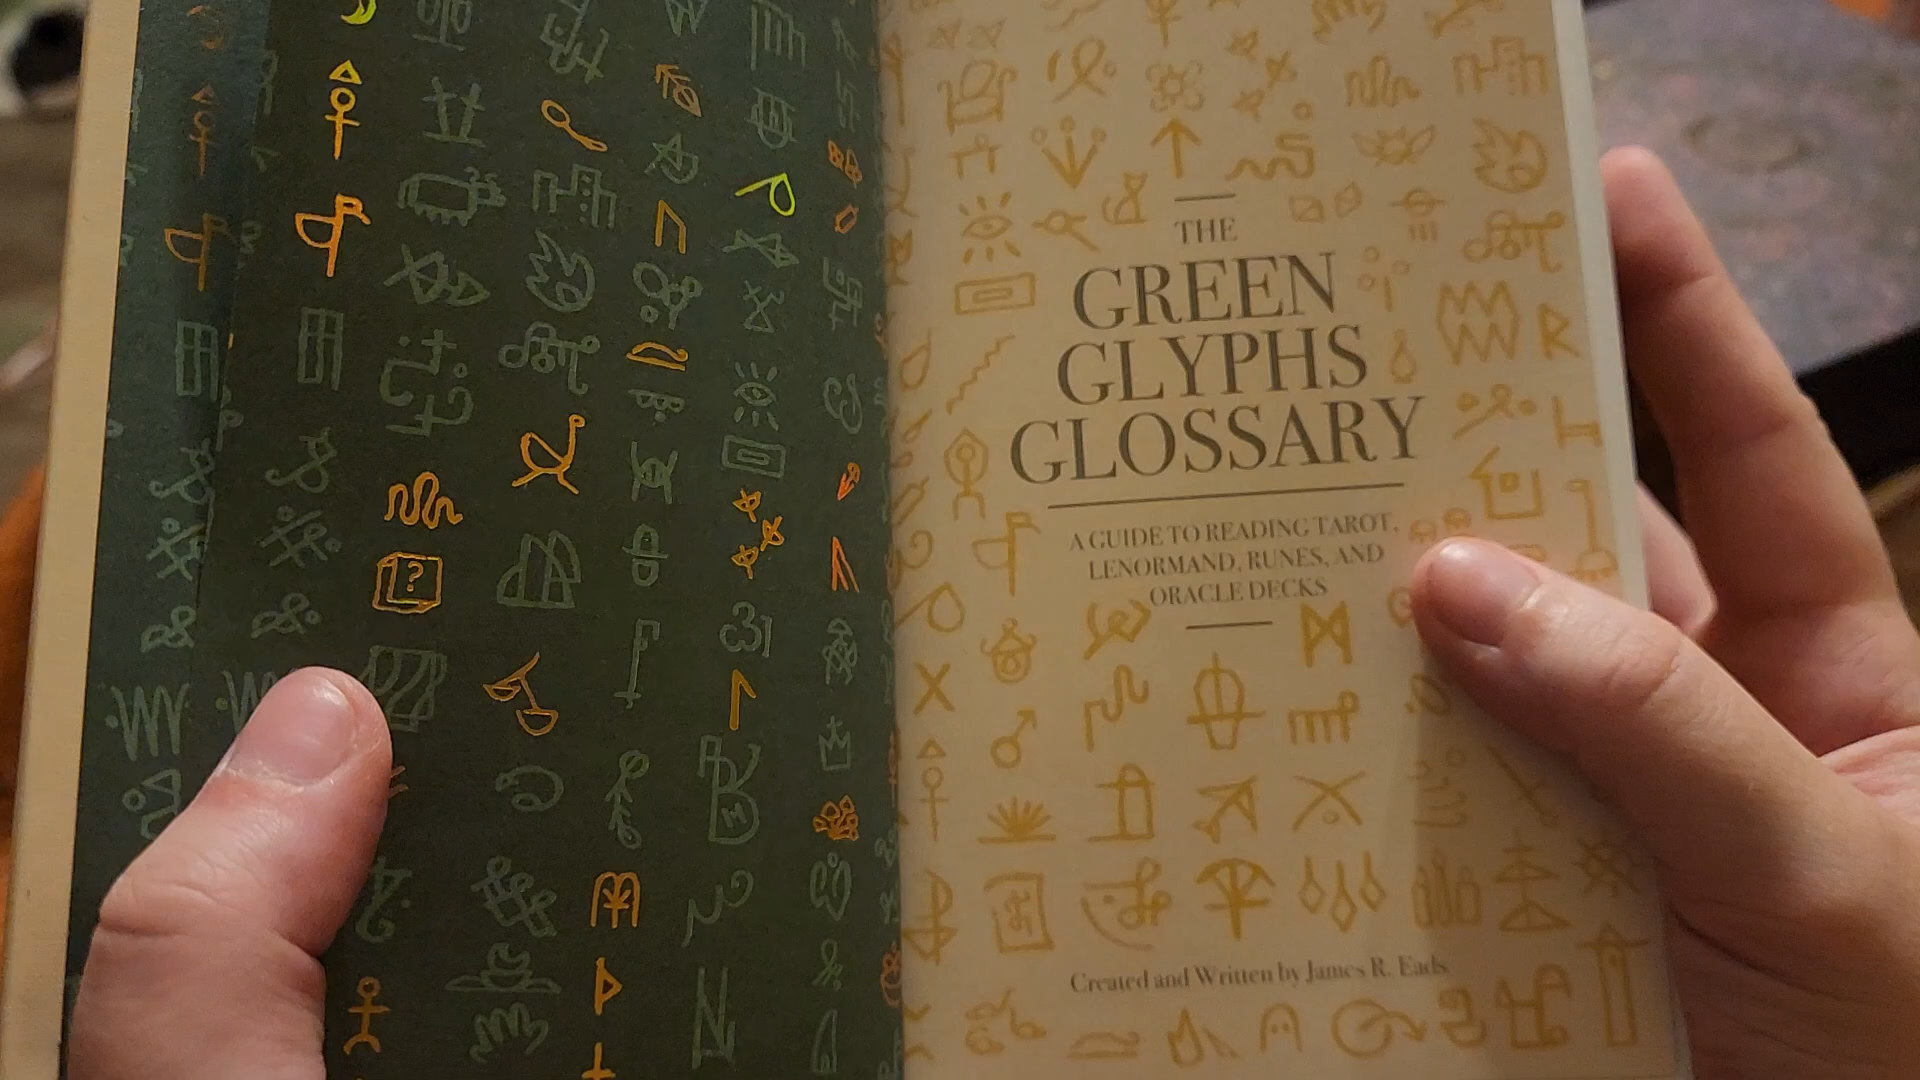 THE
GREEN
GLYPHS
GLOSSARY
A GUIDE TO READING TAROT,
LENORMAND, RUNES, AND
ORACLE DECKS
Created and Written by James R. Eads